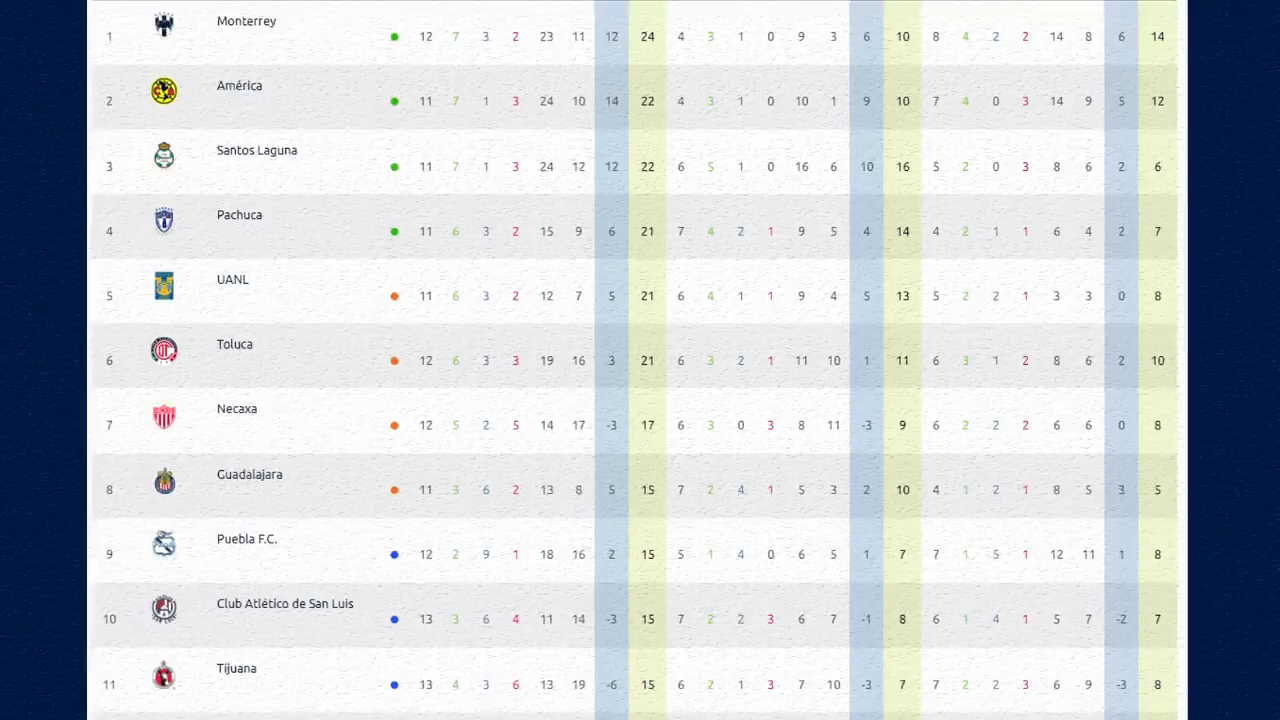 Monterrey
1 12 7 3 2 23 11 12 24 4 3 1 0 9 3 6 10 8 4 2 2 14 8 6 14
América
2 11 7 1 3 24 10 14 22 4 3 1 0 10 1 9 10 7 4 0 3 14 9 5 12
Santos Laguna
3 11 7 1 3 24 12 12 22 6 5 1 0 16 6 10 16 5 2 0 3 8 6 2 6
Pachuca
4 11 6 3 2 15 9 6 21 7 4 2 1 9 5 4 14 4 2 1 1 6 4 2 7
UANL
5 11 6 3 2 12 7 5 21 6 4 1 1 9 4 5 13 5 2 2 1 3 3 0 8
Toluca
6 12 6 3 3 19 16 3 21 6 3 2 1 11 10 1 11 6 3 1 2 8 6 2 10
Necaxa
7 12 5 2 5 14 17 -3 17 6 3 0 3 8 11 -3 9 6 2 2 2 6 6 0 8
Guadalajara
8 11 3 6 2 13 8 5 15 7 2 4 1 5 3 2 10 4 1 2 1 8 5 3 5
Puebla F.C.
9 12 2 9 1 18 16 2 15 5 1 4 0 6 5 1 7 7 1 5 1 12 11 1 8
Club Atlético de San Luis
10 13 3 6 4 11 14 -3 15 7 2 2 3 6 7 -1 8 6 1 4 1 5 7 -2 7
Tijuana
11 13 4 3 6 13 19 -6 15 6 2 1 3 7 10 -3 7 7 2 2 3 6 9 -3 8